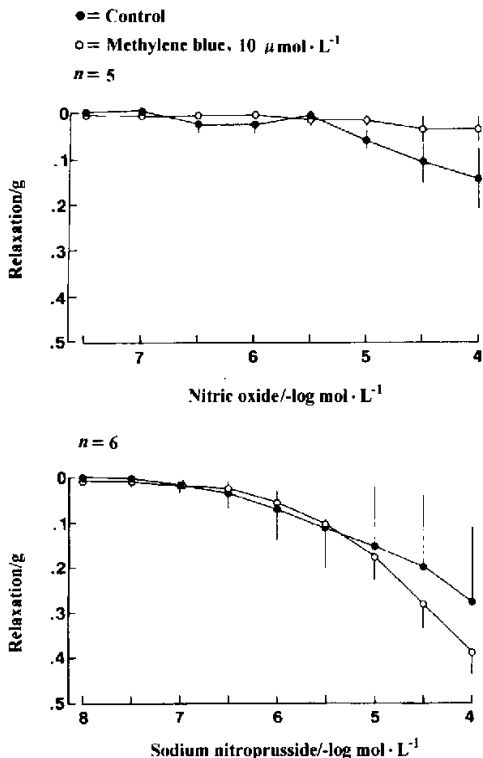 ●= Control
○= Methylene blue, 10 μmol·L⁻¹
n = 5
0
.1
.2
.3
.4
.5
Relaxation/g
7 6 5 4
Nitric oxide/-log mol·L⁻¹
n = 6
0
.1
.2
.3
.4
.5
Relaxation/g
8 7 6 5 4
Sodium nitroprusside/-log mol·L⁻¹